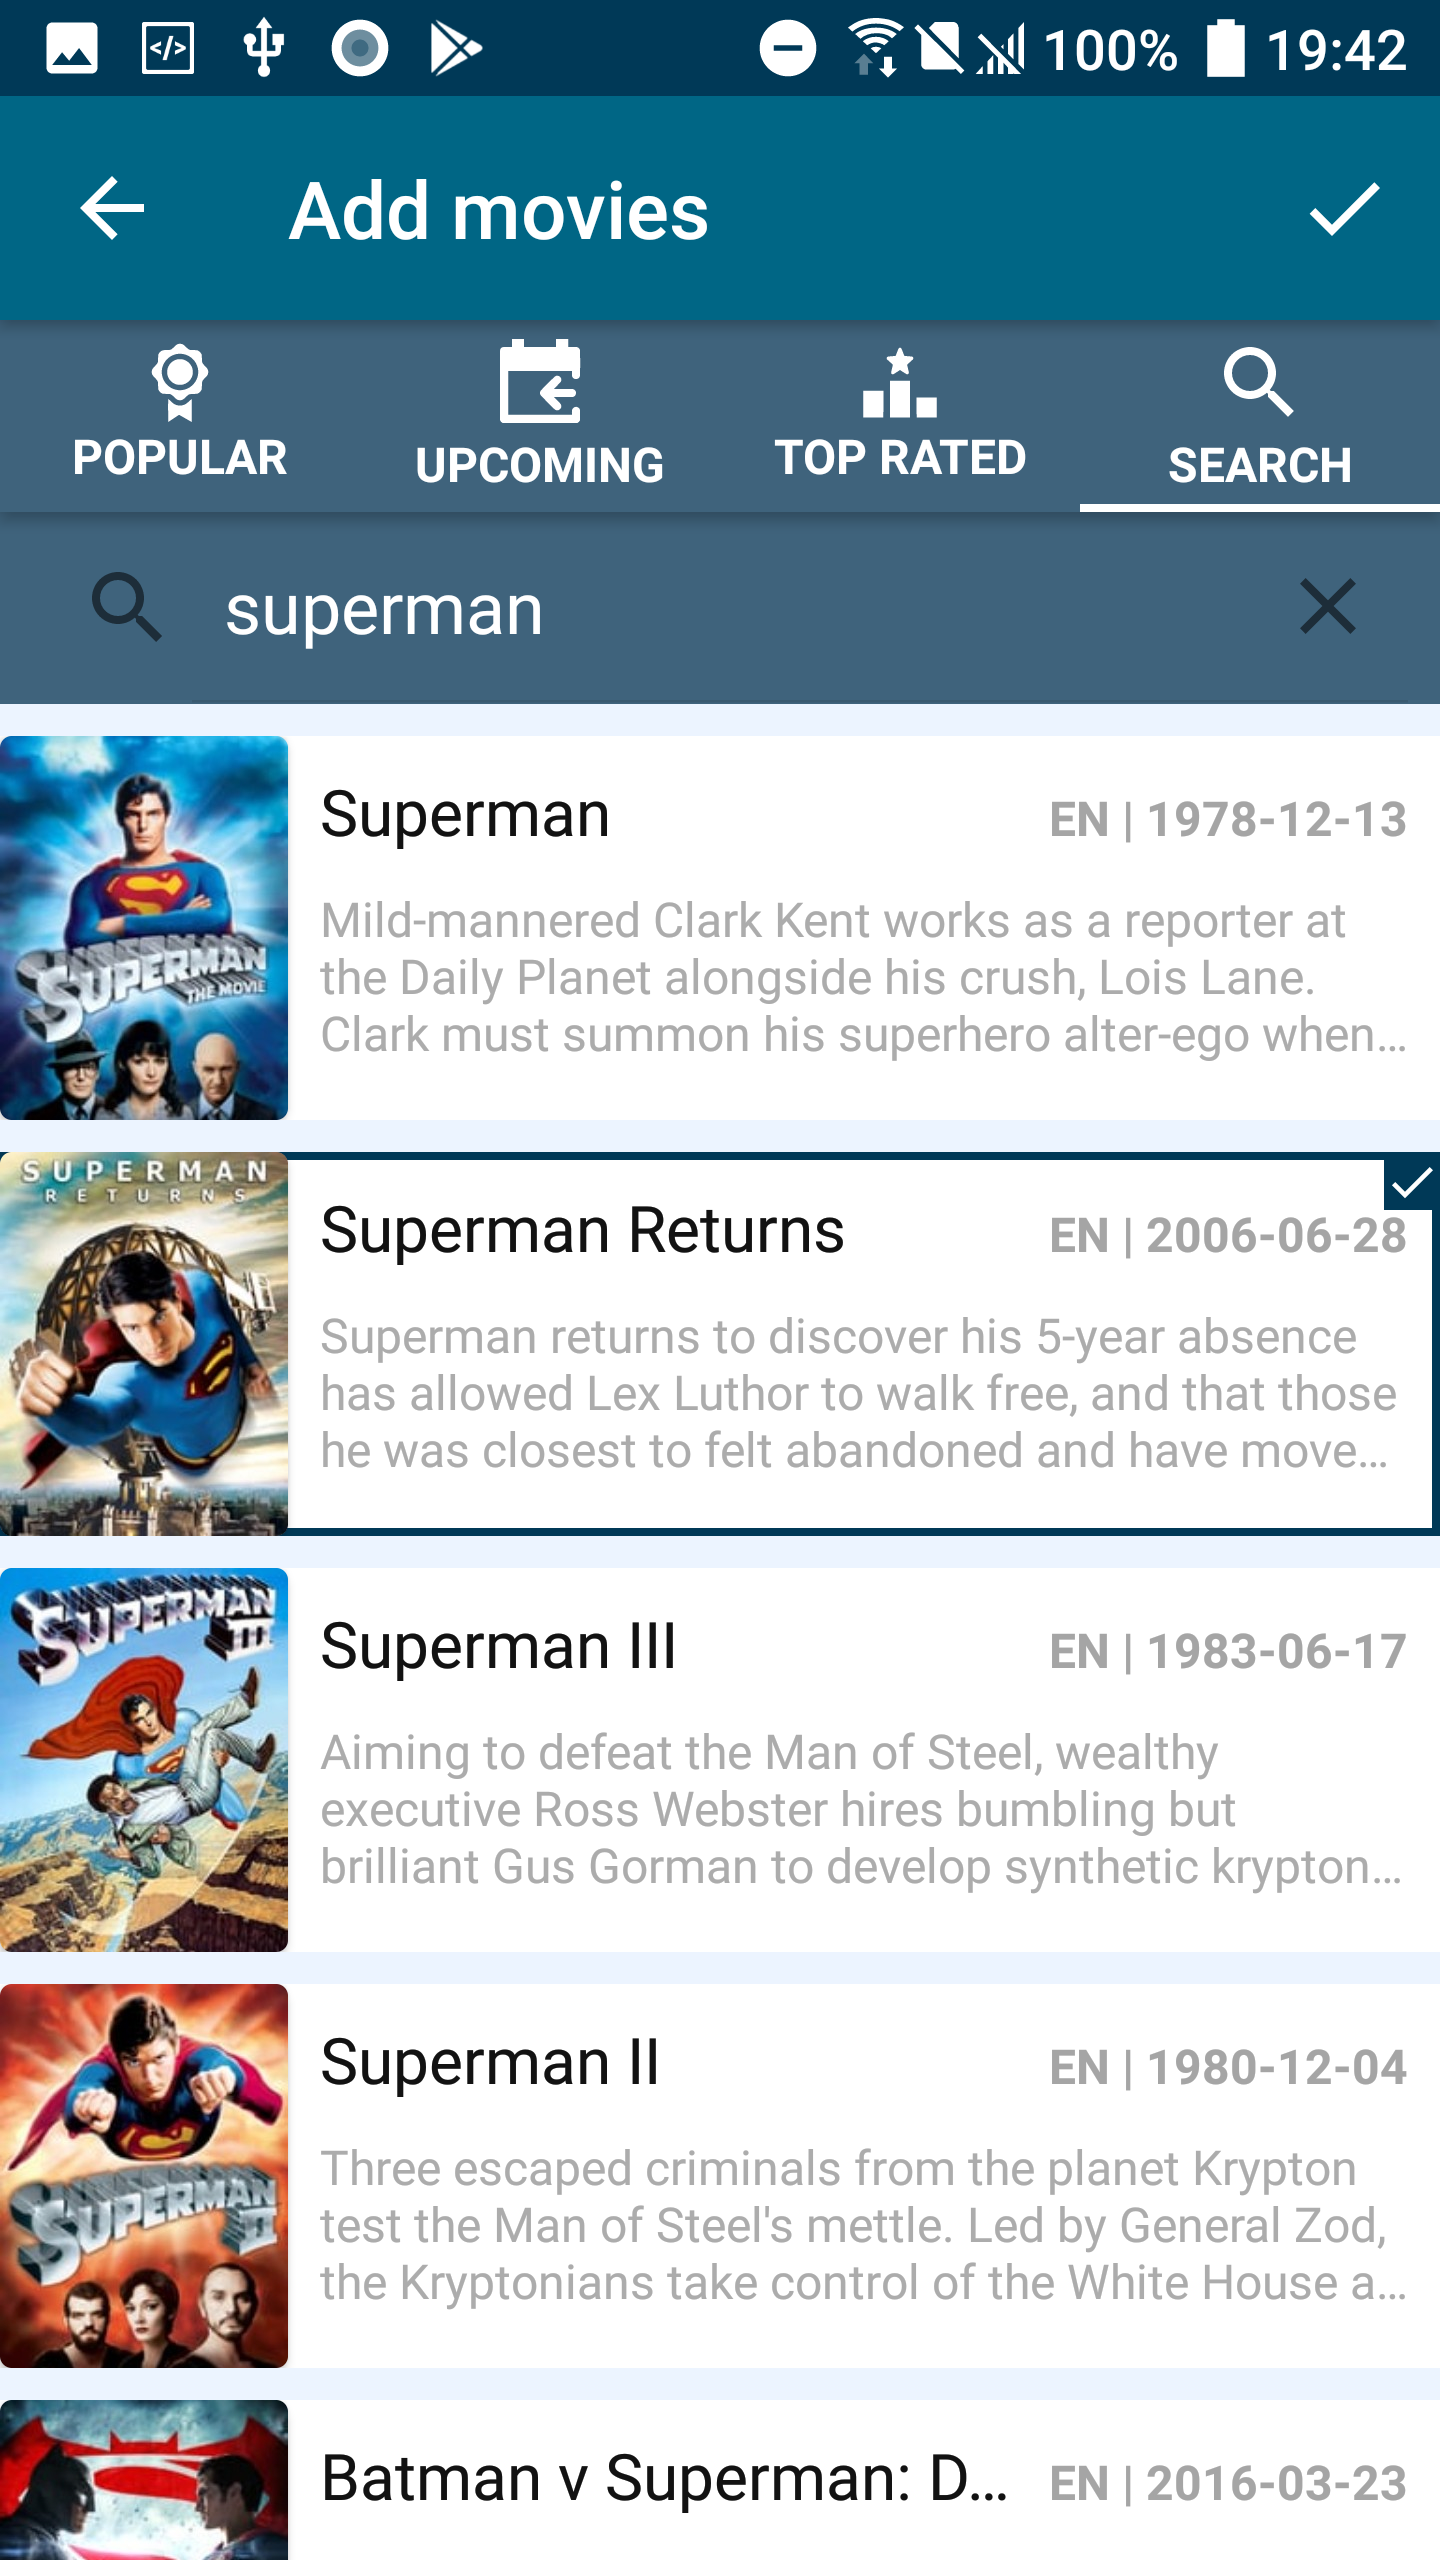 100% 19:42
Add movies
POPULAR UPCOMING TOP RATED SEARCH
superman
SUPERMAN
THE MOVIE
Superman EN | 1978-12-13
Mild-mannered Clark Kent works as a reporter at
the Daily Planet alongside his crush, Lois Lane.
Clark must summon his superhero alter-ego when...
SUPERMAN
RETURNS
Superman Returns EN | 2006-06-28
Superman returns to discover his 5-year absence
has allowed Lex Luthor to walk free, and that those
he was closest to felt abandoned and have move...
SUPERMAN
III
Superman III EN | 1983-06-17
Aiming to defeat the Man of Steel, wealthy
executive Ross Webster hires bumbling but
brilliant Gus Gorman to develop synthetic krypton...
SUPERMAN
II
Superman II EN | 1980-12-04
Three escaped criminals from the planet Krypton
test the Man of Steel's mettle. Led by General Zod,
the Kryptonians take control of the White House a...
Batman v Superman: D... EN | 2016-03-23